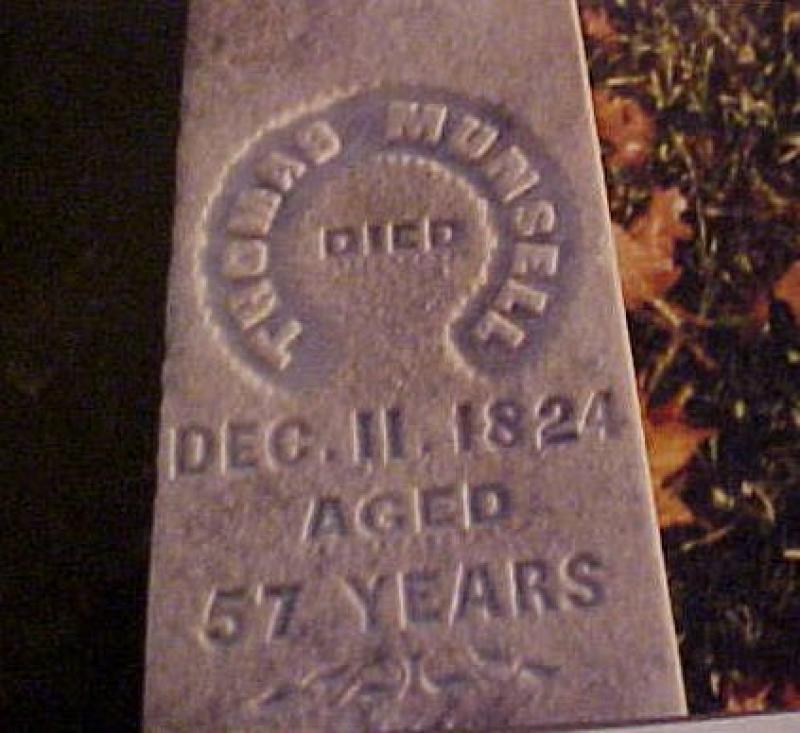 THOMAS MUNSELL
DIED
DEC. 11, 1824
AGED
57 YEARS